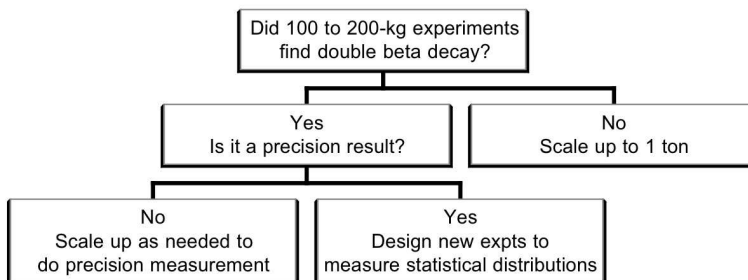 Did 100 to 200-kg experiments
find double beta decay?
Yes
Is it a precision result?
No
Scale up to 1 ton
No
Scale up as needed to
do precision measurement
Yes
Design new expts to
measure statistical distributions